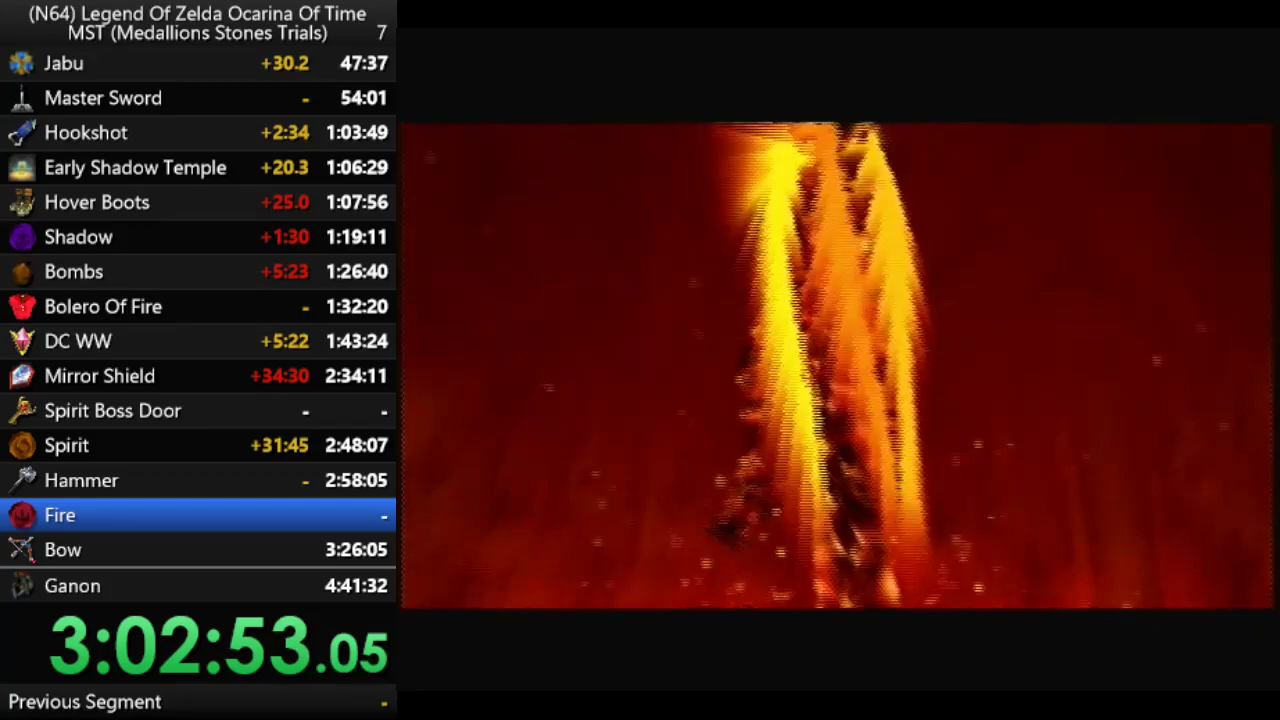 (N64) Legend Of Zelda Ocarina Of Time
MST (Medallions Stones Trials) 7
Jabu +30.2 47:37
Master Sword - 54:01
Hookshot +2:34 1:03:49
Early Shadow Temple +20.3 1:06:29
Hover Boots +25.0 1:07:56
Shadow +1:30 1:19:11
Bombs +5:23 1:26:40
Bolero Of Fire - 1:32:20
DC WW +5:22 1:43:24
Mirror Shield +34:30 2:34:11
Spirit Boss Door - -
Spirit +31:45 2:48:07
Hammer - 2:58:05
Fire -
Bow 3:26:05
Ganon 4:41:32
3:02:53.05
Previous Segment -